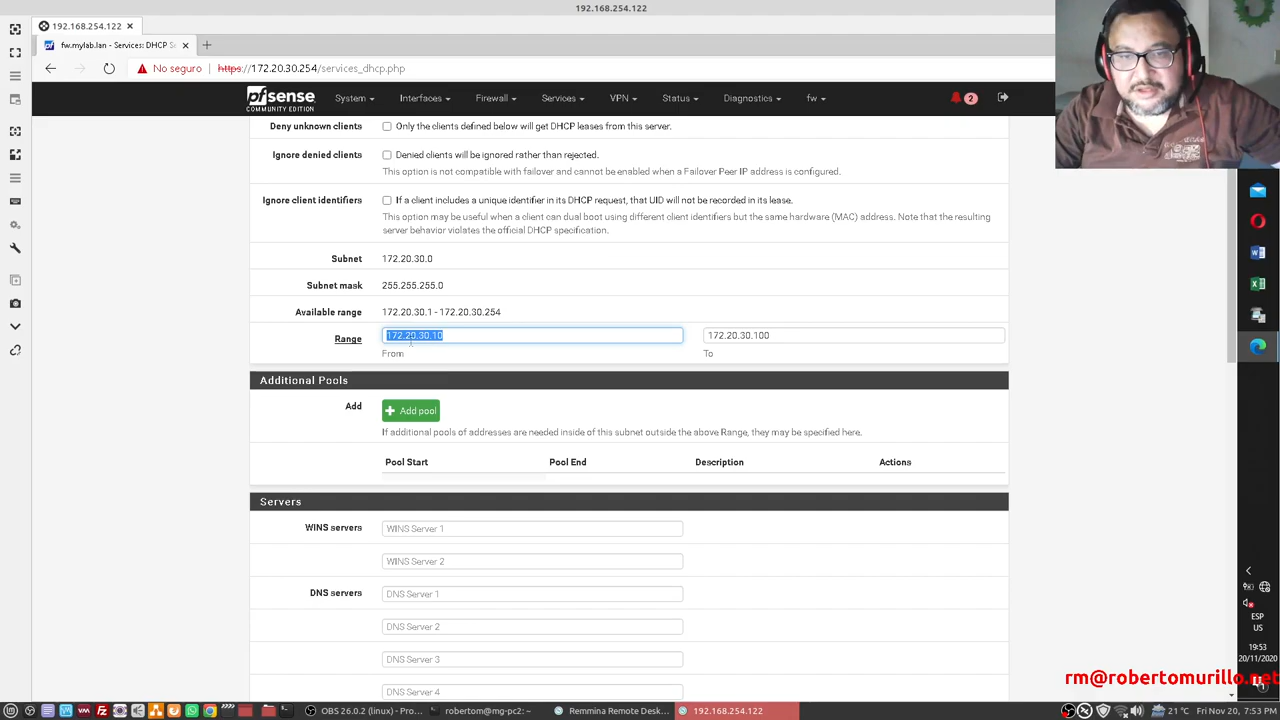 192.168.254.122
192.168.254.122
fw.mylab.lan - Services: DHCP Se
No seguro
https://172.20.30.254/services_dhcp.php
pfsense
COMMUNITY EDITION
System
Interfaces
Firewall
Services
VPN
Status
Diagnostics
fw
2
Deny unknown clients
Only the clients defined below will get DHCP leases from this server.
Ignore denied clients
Denied clients will be ignored rather than rejected.
This option is not compatible with failover and cannot be enabled when a Failover Peer IP address is configured.
Ignore client identifiers
If a client includes a unique identifier in its DHCP request, that UID will not be recorded in its lease.
This option may be useful when a client can dual boot using different client identifiers but the same hardware (MAC) address. Note that the resulting
server behavior violates the official DHCP specification.
Subnet
172.20.30.0
Subnet mask
255.255.255.0
Available range
172.20.30.1 - 172.20.30.254
Range
172.20.30.10
172.20.30.100
From
To
Additional Pools
Add
Add pool
If additional pools of addresses are needed inside of this subnet outside the above Range, they may be specified here.
Pool Start
Pool End
Description
Actions
Servers
WINS servers
WINS Server 1
WINS Server 2
DNS servers
DNS Server 1
DNS Server 2
DNS Server 3
DNS Server 4
ESP
US
19:53
20/11/2020
rm@robertomurillo.net
OBS 26.0.2 (linux) - Pro...
robertom@mg-pc2: ~
Remmina Remote Desk...
192.168.254.122
21 °C
Fri Nov 20, 7:53 PM